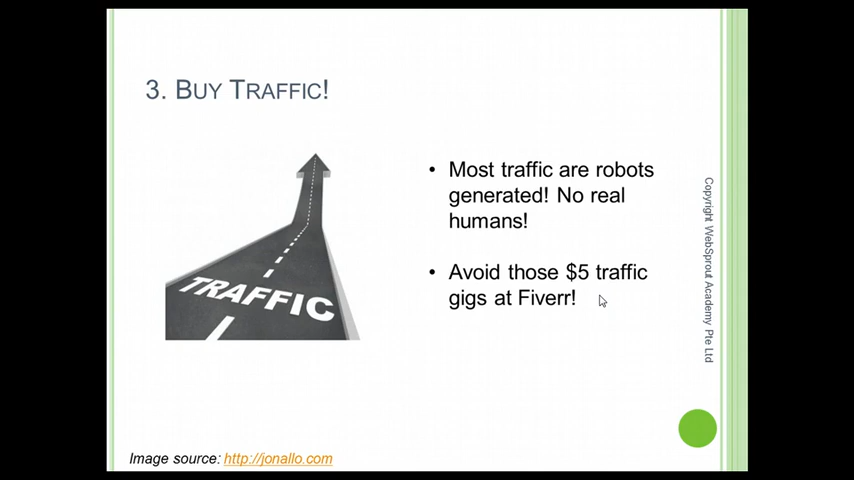 3. BUY TRAFFIC!
TRAFFIC
• Most traffic are robots
generated! No real
humans!
• Avoid those $5 traffic
gigs at Fiverr!
Copyright WebSprout Academy Pte Ltd
Image source: http://jonallo.com